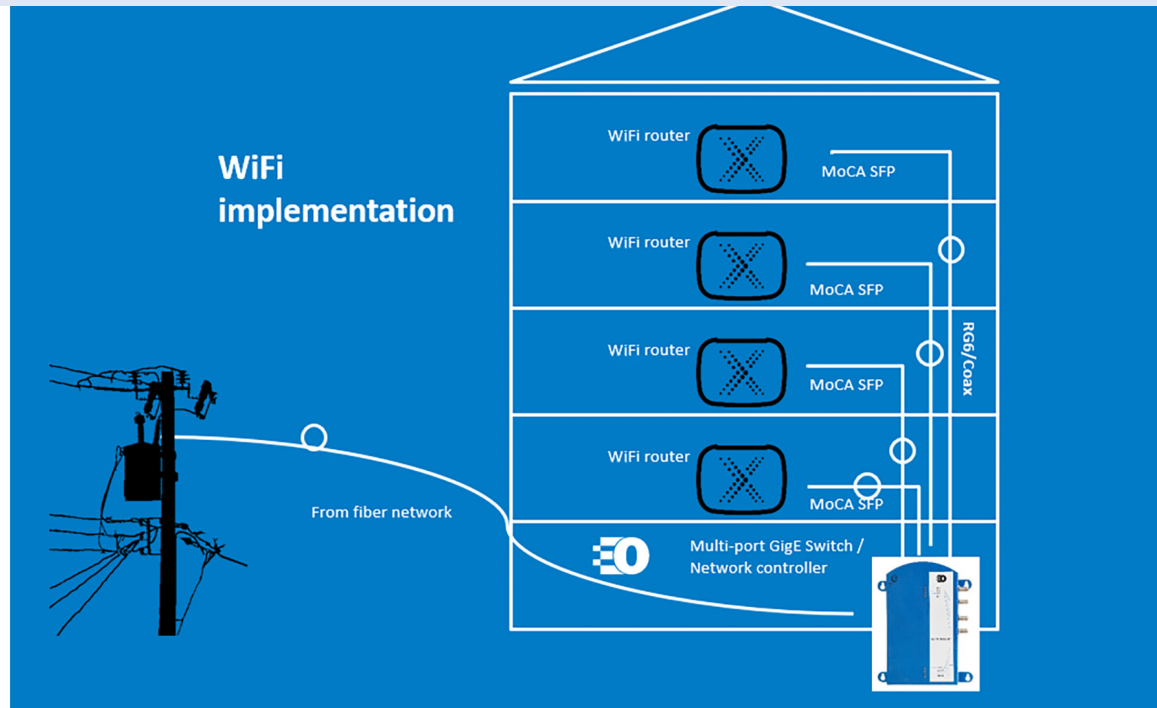 WiFi
implementation
WiFi router
MoCA SFP
WiFi router
MoCA SFP
RG6/Coax
WiFi router
MoCA SFP
WiFi router
MoCA SFP
From fiber network
Multi-port GigE Switch /
Network controller